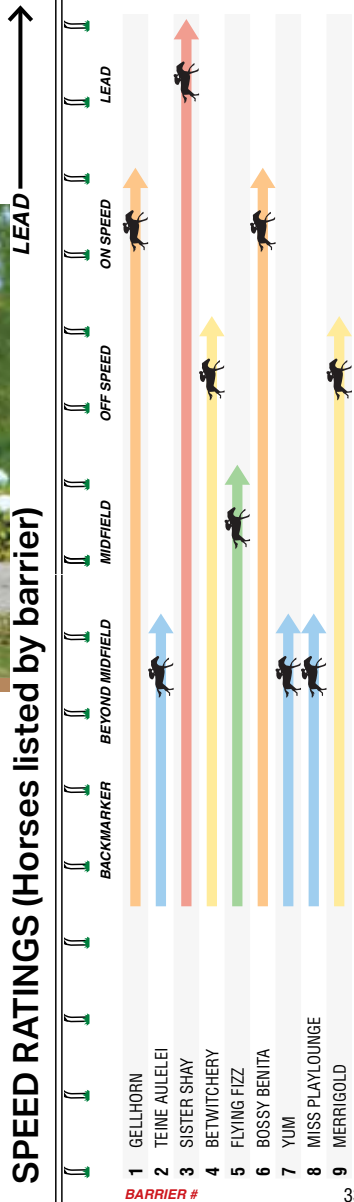 SPEED RATINGS (Horses listed by barrier)
LEAD
BACKMARKER
BEYOND MIDFIELD
MIDFIELD
OFF SPEED
ON SPEED
LEAD
1 GELLHORN
2 TEINE AULELEI
3 SISTER SHAY
4 BETWITCHERY
5 FLYING FIZZ
6 BOSSY BENITA
7 YUM
8 MISS PLAYLOUNGE
9 MERRIGOLD
BARRIER #
3